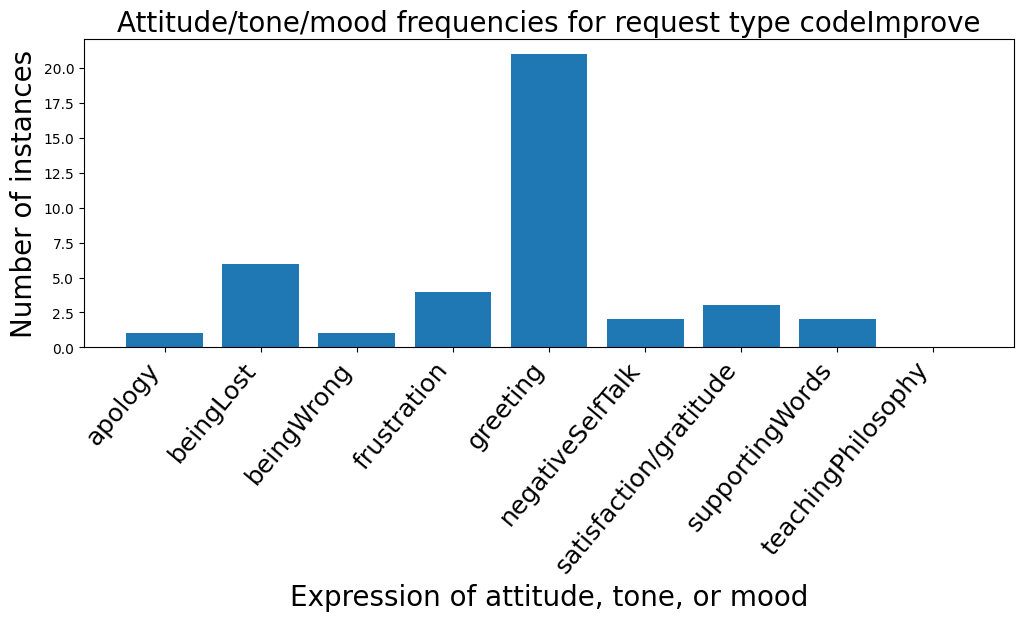 Attitude/tone/mood frequencies for request type codeImprove
Number of instances
20.0
17.5
15.0
12.5
10.0
7.5
5.0
2.5
0.0
apology
beingLost
beingWrong
frustration
greeting
negativeSelfTalk
satisfaction/gratitude
supportingWords
teachingPhilosophy
Expression of attitude, tone, or mood